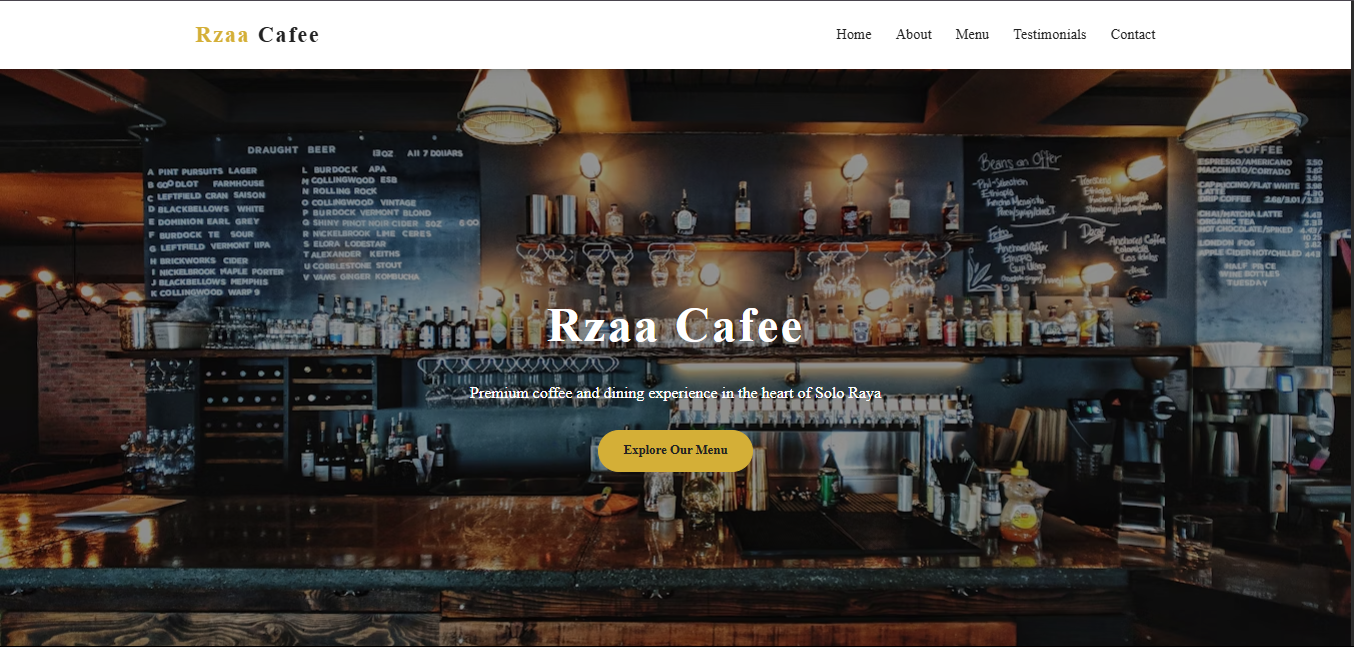 Rzaa Cafee
Home About Menu Testimonials Contact
DRAUGHT BEER 13OZ All 7 DOLLARS
A PINT PURSUITS LAGER
B GOODLOT FARMHOUSE
C LEFTFIELD CRAN SAISON
D BLACKBELLOWS WHITE
E DOMINION EARL GREY
F BURDOCK TE SOUR
G LEFTFIELD VERMONT IIPA
H BRICKWORKS CIDER
I NICKELBROOK MAPLE PORTER
J BLACKBELLOWS MEMPHIS
K COLLINGWOOD WARP 9
L BURDOCK APA
M COLLINGWOOD ESB
N ROLLING ROCK
O COLLINGWOOD VINTAGE
P BURDOCK VERMONT BLOND
Q SHINY PINOT NOIR CIDER 5OZ 6.00
R NICKELBROOK LIME CERES
S ELORA LODESTAR
T ALEXANDER KEITHS
U COBBLESTONE STOUT
V VAMS GINGER KOMBUCHA
Beans on Offer
COFFEE
ESPRESSO/AMERICANO 3.50
MACCHIATO/CORTADO
CAPPUCCINO/FLAT WHITE
LATTE
DRIP COFFEE
CHAI/MATCHA LATTE
ORGANIC TEA
HOT CHOCOLATE/SPIKED
LONDON FOG
APPLE CIDER HOT/CHILLED
HALF PRICE
WINE BOTTLES
TUESDAY
Rzaa Cafee
Premium coffee and dining experience in the heart of Solo Raya
Explore Our Menu